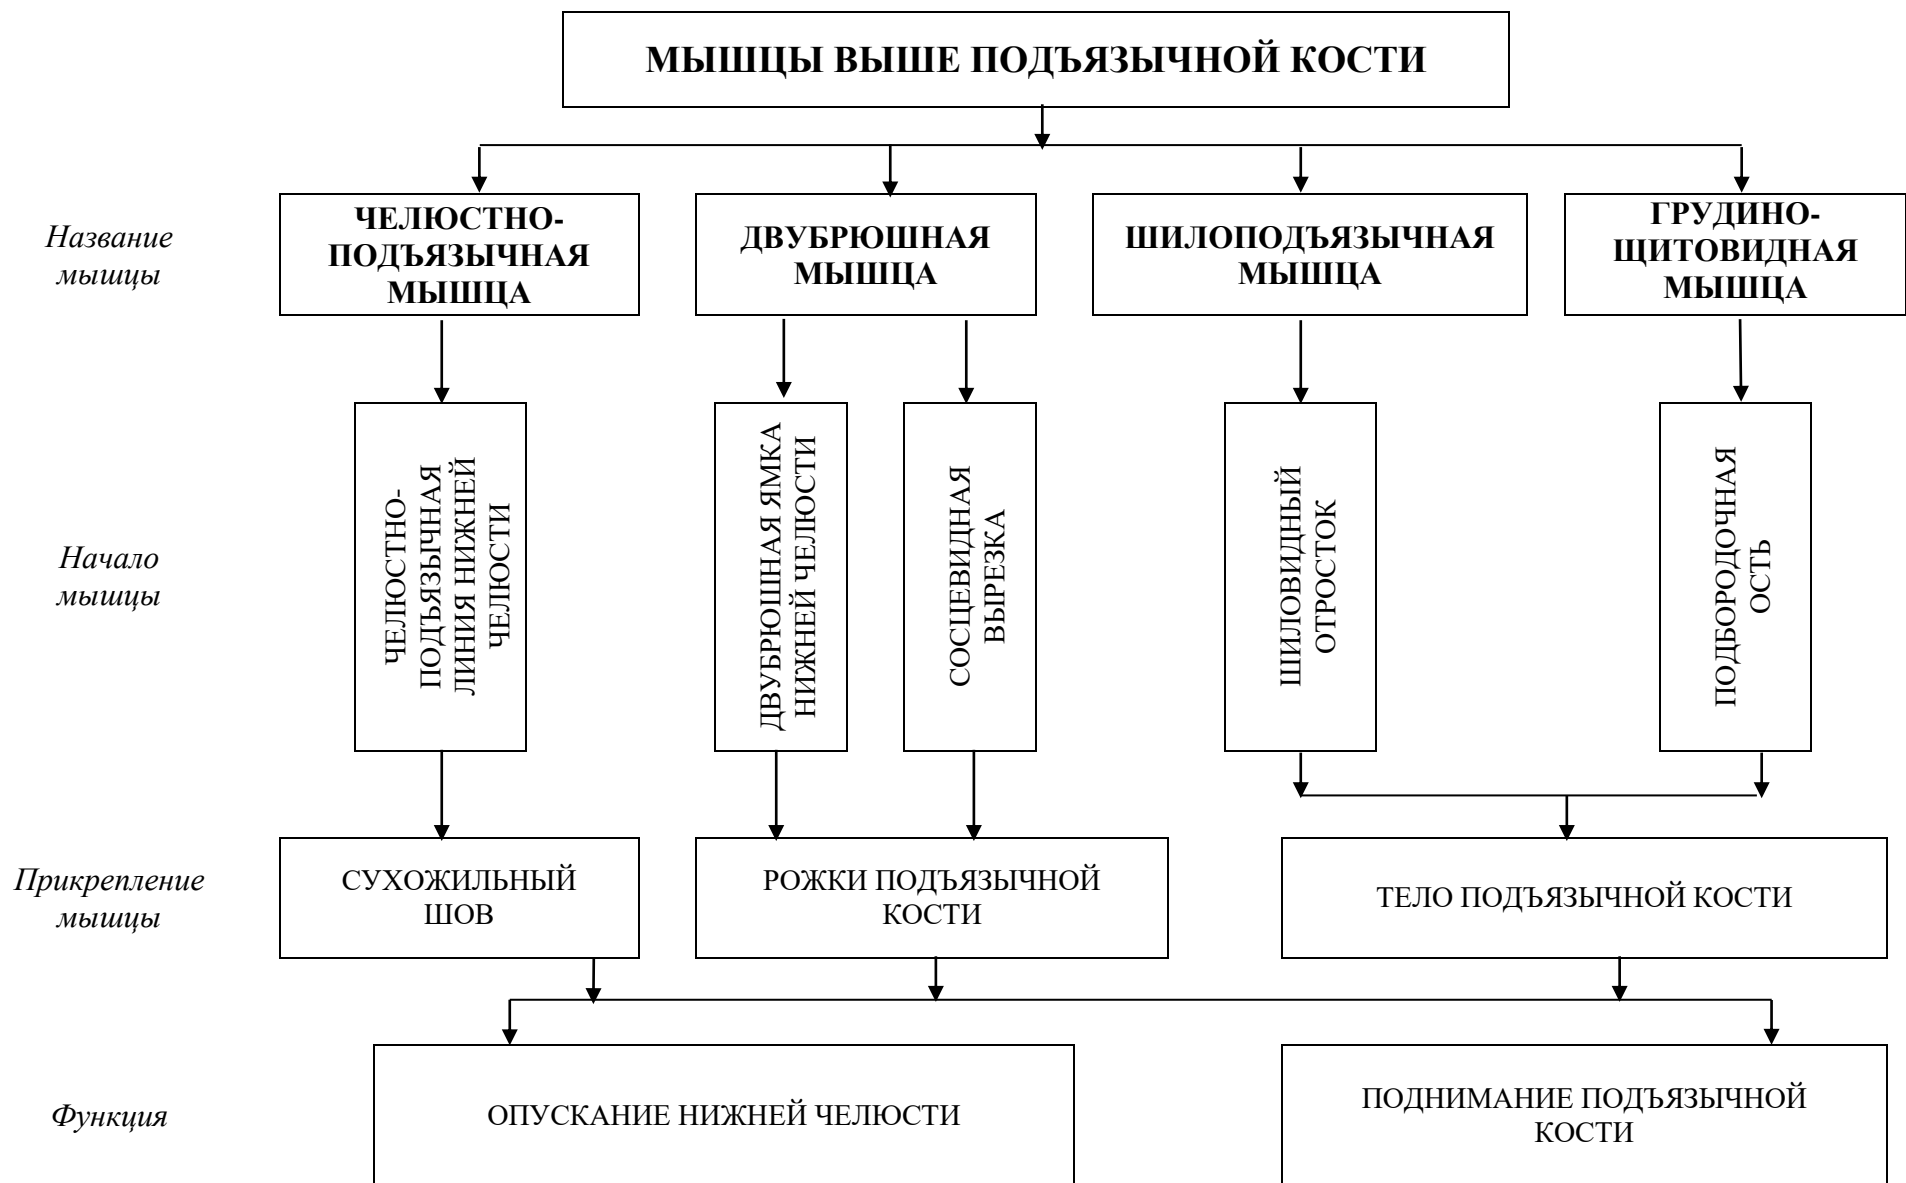 МЫШЦЫ ВЫШЕ ПОДЪЯЗЫЧНОЙ КОСТИ
Название
мышцы
ЧЕЛЮСТНО-
ПОДЪЯЗЫЧНАЯ
МЫШЦА
ДВУБРЮШНАЯ
МЫШЦА
ШИЛОПОДЪЯЗЫЧНАЯ
МЫШЦА
ГРУДИНО-
ЩИТОВИДНАЯ
МЫШЦА
Начало
мышцы
ЧЕЛЮСТНО-
ПОДЪЯЗЫЧНАЯ
ЛИНИЯ НИЖНЕЙ
ЧЕЛЮСТИ
ДВУБРЮШНАЯ ЯМКА
НИЖНЕЙ ЧЕЛЮСТИ
СОСЦЕВИДНАЯ
ВЫРЕЗКА
ШИЛОВИДНЫЙ
ОТРОСТОК
ПОДБОРОДОЧНАЯ
ОСТЬ
Прикрепление
мышцы
СУХОЖИЛЬНЫЙ
ШОВ
РОЖКИ ПОДЪЯЗЫЧНОЙ
КОСТИ
ТЕЛО ПОДЪЯЗЫЧНОЙ КОСТИ
Функция
ОПУСКАНИЕ НИЖНЕЙ ЧЕЛЮСТИ
ПОДНИМАНИЕ ПОДЪЯЗЫЧНОЙ
КОСТИ